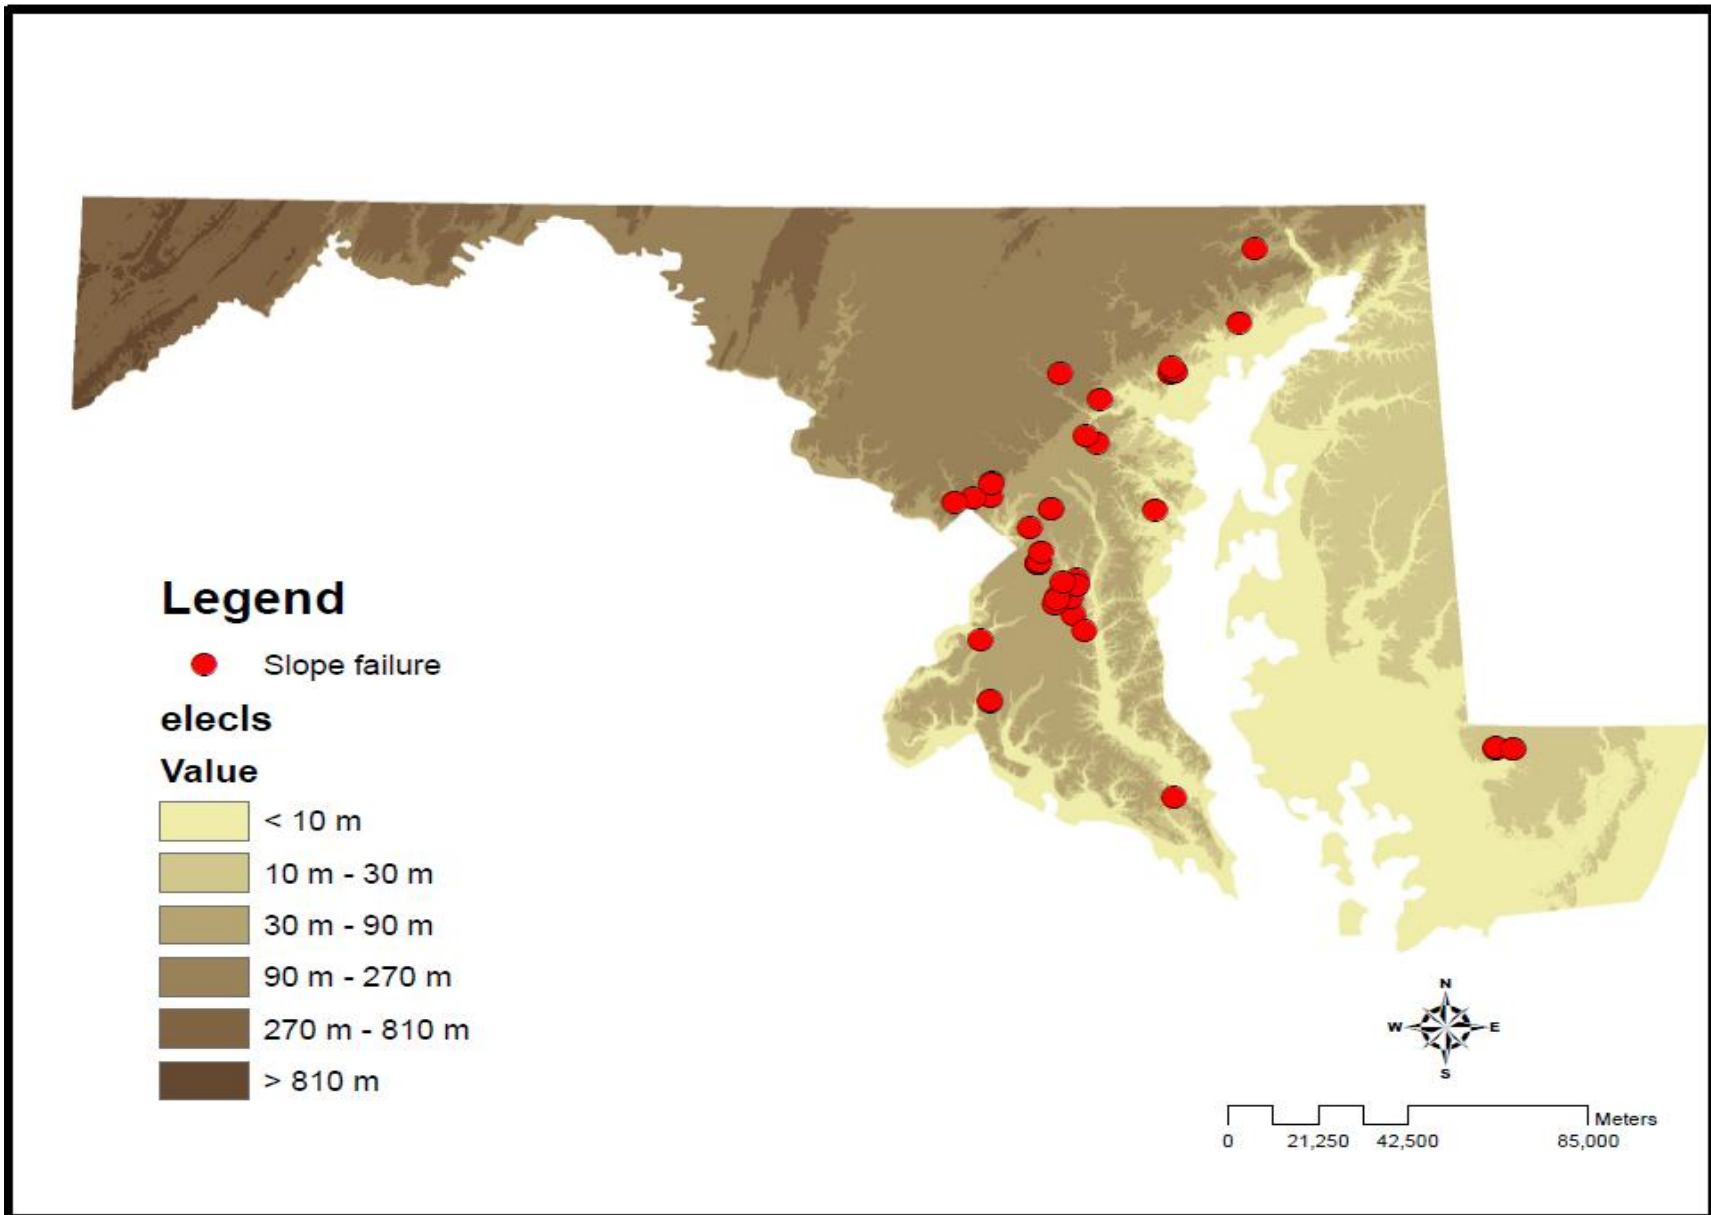 Legend
Slope failure
elecls
Value
< 10 m
10 m - 30 m
30 m - 90 m
90 m - 270 m
270 m - 810 m
> 810 m
N
W E
S
Meters
0 21,250 42,500 85,000